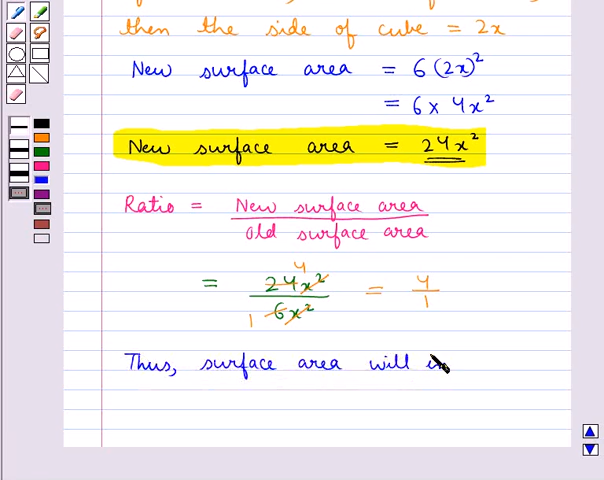 then the side of cube = 2x
New surface area = 6(2x)²
= 6 x 4x²
New surface area = 24x²
Ratio = New surface area / Old surface area
= 24x² / 6x² = 4 / 1
4
1
Thus, surface area will in